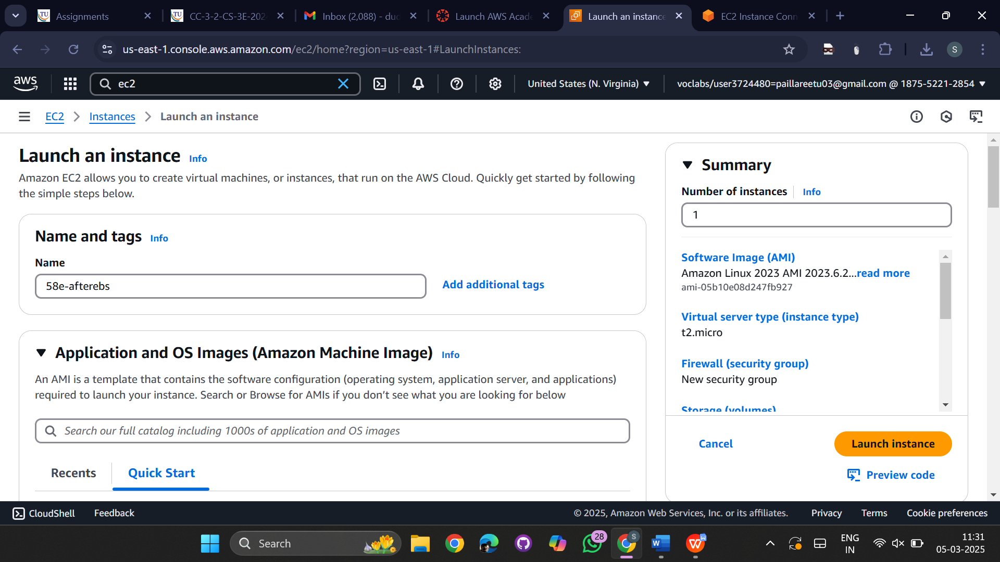 Assignments
CC-3-2-CS-3E-202
Inbox (2,088) - dud
Launch AWS Acade
Launch an instance
EC2 Instance Conn
us-east-1.console.aws.amazon.com/ec2/home?region=us-east-1#LaunchInstances:
S
aws
ec2
United States (N. Virginia)
voclabs/user3724480=paillareetu03@gmail.com @ 1875-5221-2854
EC2
Instances
Launch an instance
Launch an instance Info
Amazon EC2 allows you to create virtual machines, or instances, that run on the AWS Cloud. Quickly get started by following
the simple steps below.
Name and tags Info
Name
58e-afterebs
Add additional tags
Application and OS Images (Amazon Machine Image) Info
An AMI is a template that contains the software configuration (operating system, application server, and applications)
required to launch your instance. Search or Browse for AMIs if you don’t see what you are looking for below
Search our full catalog including 1000s of application and OS images
Recents
Quick Start
Summary
Number of instances Info
1
Software Image (AMI)
Amazon Linux 2023 AMI 2023.6.2...read more
ami-05b10e08d247fb927
Virtual server type (instance type)
t2.micro
Firewall (security group)
New security group
Storage (volumes)
Cancel
Launch instance
Preview code
CloudShell
Feedback
© 2025, Amazon Web Services, Inc. or its affiliates.
Privacy
Terms
Cookie preferences
Search
28
S
ENG
IN
11:31
05-03-2025